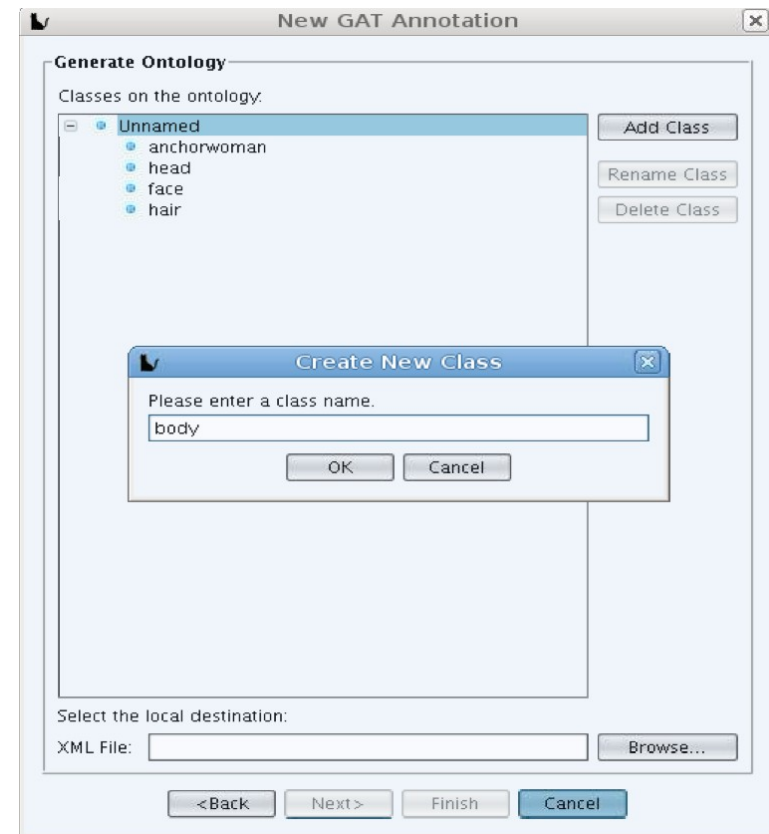 New GAT Annotation
Generate Ontology
Classes on the ontology:
Unnamed
anchorwoman
head
face
hair
Add Class
Rename Class
Delete Class
Create New Class
Please enter a class name.
body
OK Cancel
Select the local destination:
XML File: Browse...
<Back Next> Finish Cancel